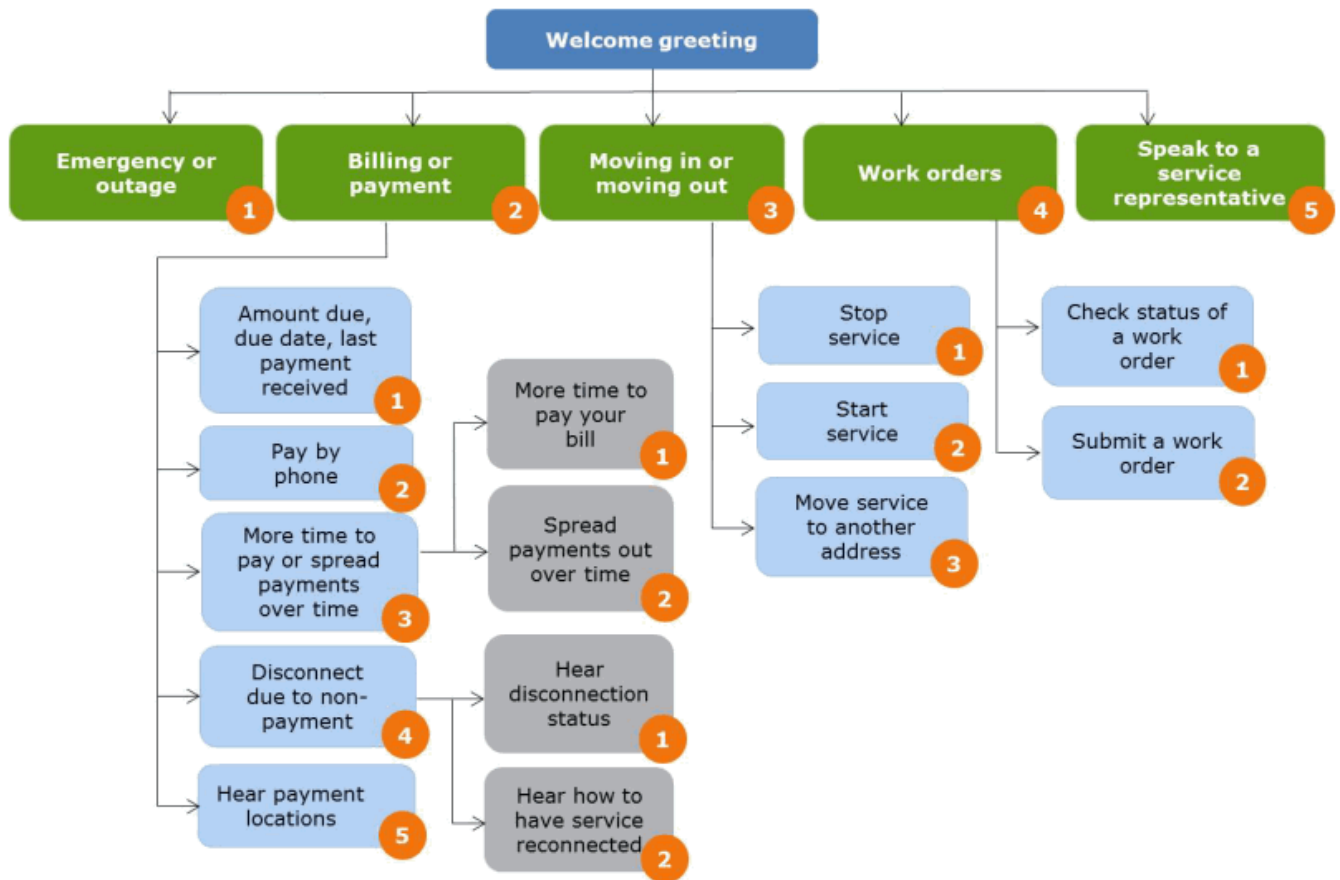 Welcome greeting
Emergency or
outage
1
Billing or
payment
2
Moving in or
moving out
3
Work orders
4
Speak to a
service
representative
5
Amount due,
due date, last
payment
received
1
Pay by
phone
2
More time to
pay or spread
payments
over time
3
More time to
pay your
bill
1
Spread
payments out
over time
2
Disconnect
due to non-
payment
4
Hear
disconnection
status
1
Hear how to
have service
reconnected
2
Hear payment
locations
5
Stop
service
1
Start
service
2
Move service
to another
address
3
Check status of
a work
order
1
Submit a work
order
2